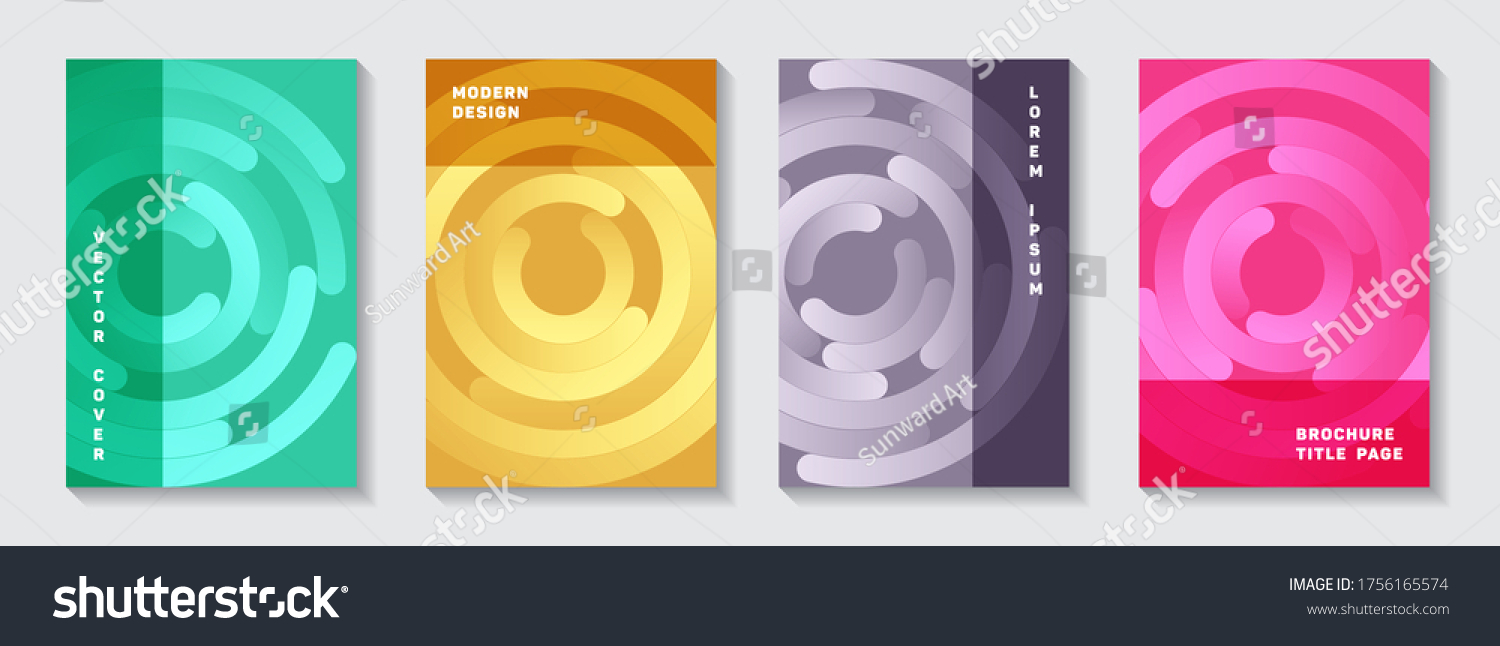 VECTOR COVER
MODERN
DESIGN
LOREM IPSUM
BROCHURE
TITLE PAGE
shutterstock
Sunward Art
shutterstock
shutterstock
Sunward Art
shutterstock
shutterstock®
IMAGE ID: 1756165574
www.shutterstock.com